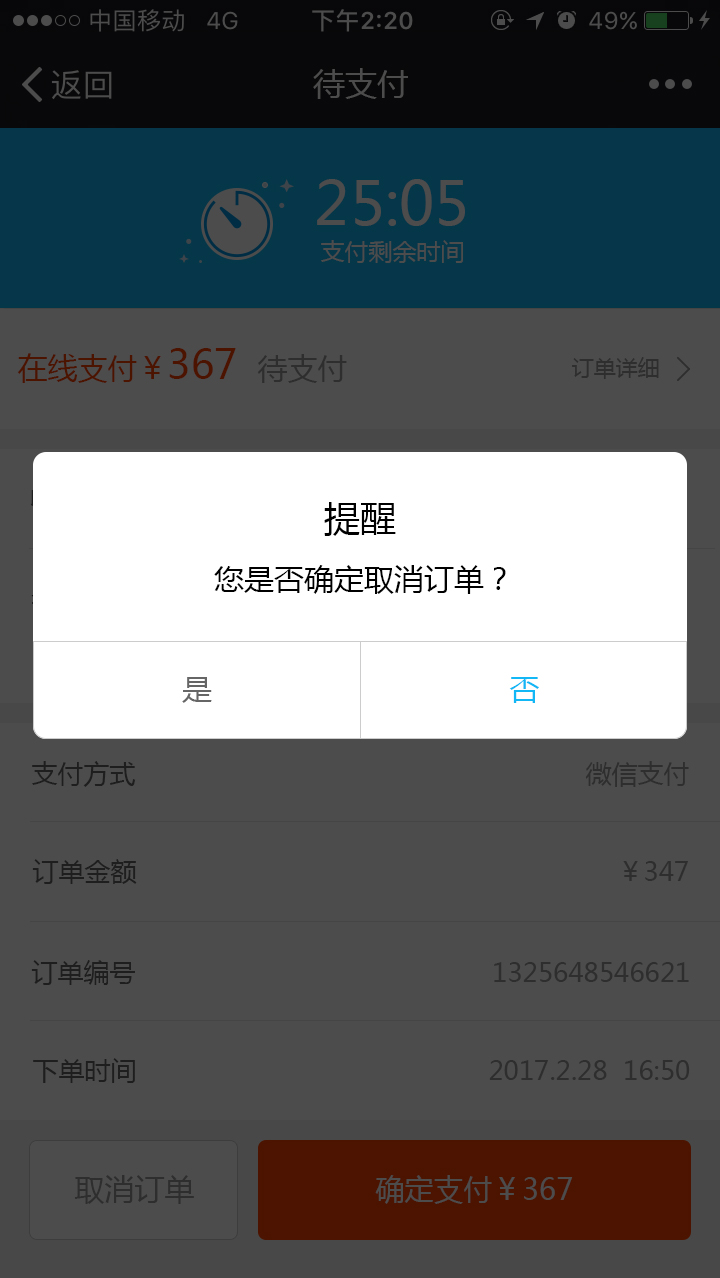 中国移动 4G 下午2:20 49%
返回 待支付
25:05
支付剩余时间
在线支付¥367 待支付 订单详细
提醒
您是否确定取消订单？
是 否
支付方式 微信支付
订单金额 ¥347
订单编号 1325648546621
下单时间 2017.2.28 16:50
取消订单 确定支付¥367